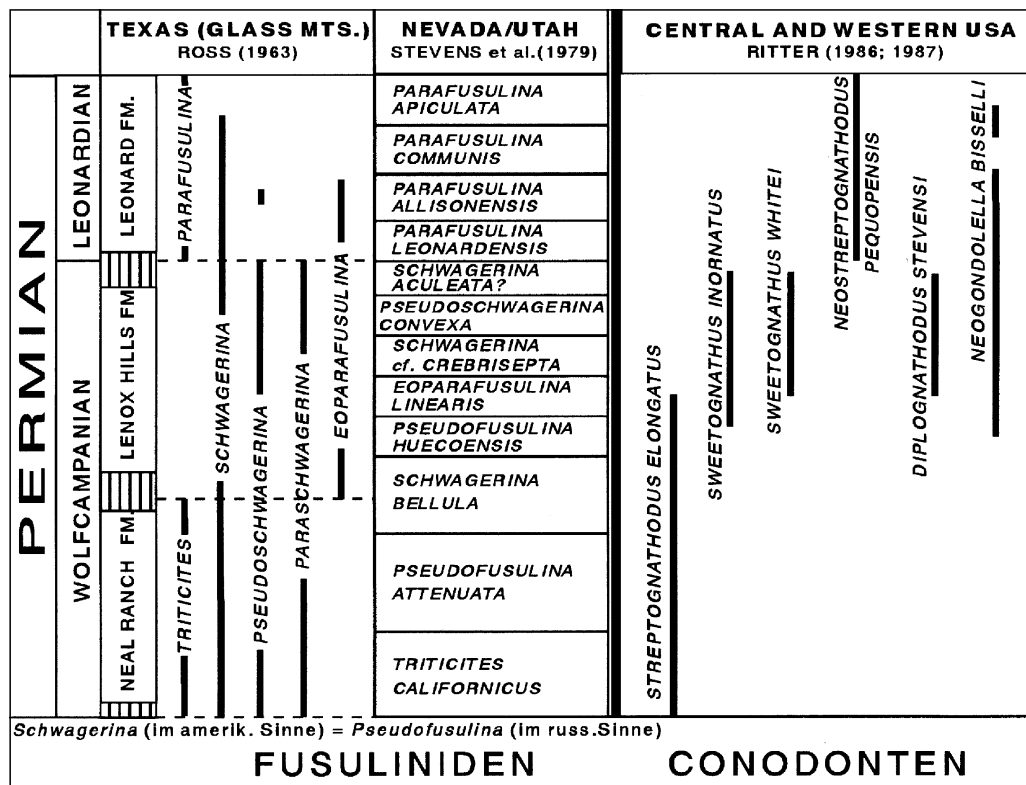 TEXAS (GLASS MTS.)
ROSS (1963)
NEVADA/UTAH
STEVENS et al.(1979)
CENTRAL AND WESTERN USA
RITTER (1986; 1987)
PERMIAN
LEONARDIAN
WOLFCAMPANIAN
LEONARD FM.
LENOX HILLS FM
NEAL RANCH FM.
PARAFUSULINA
TRITICITES
SCHWAGERINA
PSEUDOSCHWAGERINA
PARASCHWAGERINA
EOPARAFUSULINA
PARAFUSULINA
APICULATA
PARAFUSULINA
COMMUNIS
PARAFUSULINA
ALLISONENSIS
PARAFUSULINA
LEONARDENSIS
SCHWAGERINA
ACULEATA?
PSEUDOSCHWAGERINA
CONVEXA
SCHWAGERINA
cf. CREBRISEPTA
EOPARAFUSULINA
LINEARIS
PSEUDOFUSULINA
HUECOENSIS
SCHWAGERINA
BELLULA
PSEUDOFUSULINA
ATTENUATA
TRITICITES
CALIFORNICUS
STREPTOGNATHODUS ELONGATUS
SWEETOGNATHUS INORNATUS
SWEETOGNATHUS WHITEI
NEOSTREPTOGNATHODUS
PEQUOPENSIS
DIPLOGNATHODUS STEVENSI
NEOGONDOLELLA BISSELLI
Schwagerina (im amerik. Sinne) = Pseudofusulina (im russ.Sinne)
FUSULINIDEN
CONODONTEN